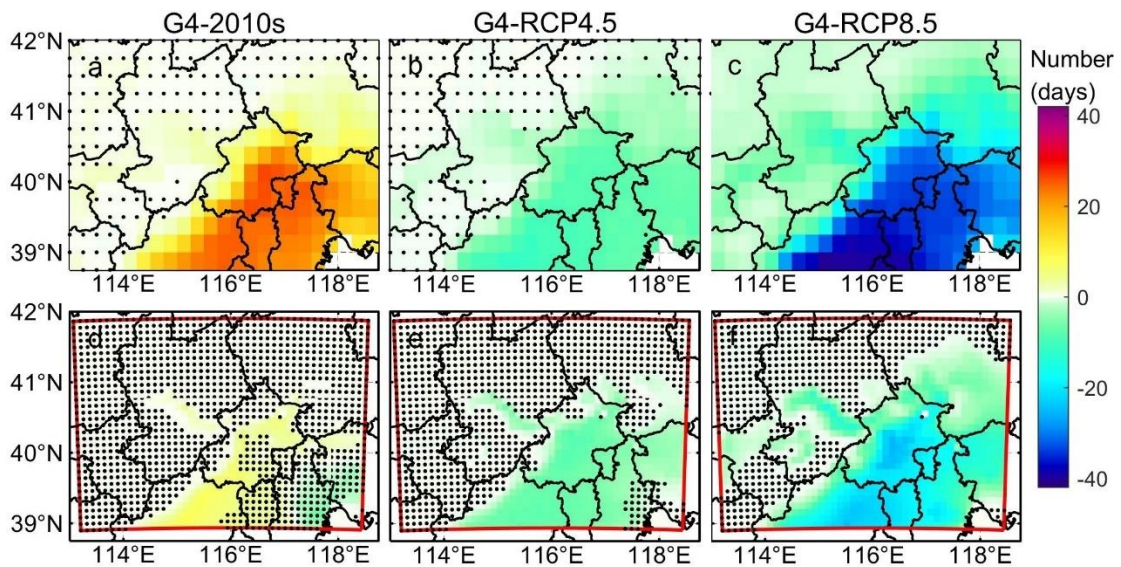 G4-2010s G4-RCP4.5 G4-RCP8.5
42°N a b c Number
(days)
41°N
40°N
39°N
114°E 116°E 118°E 114°E 116°E 118°E 114°E 116°E 118°E
40
20
0
-20
-40
42°N d e f
41°N
40°N
39°N
114°E 116°E 118°E 114°E 116°E 118°E 114°E 116°E 118°E